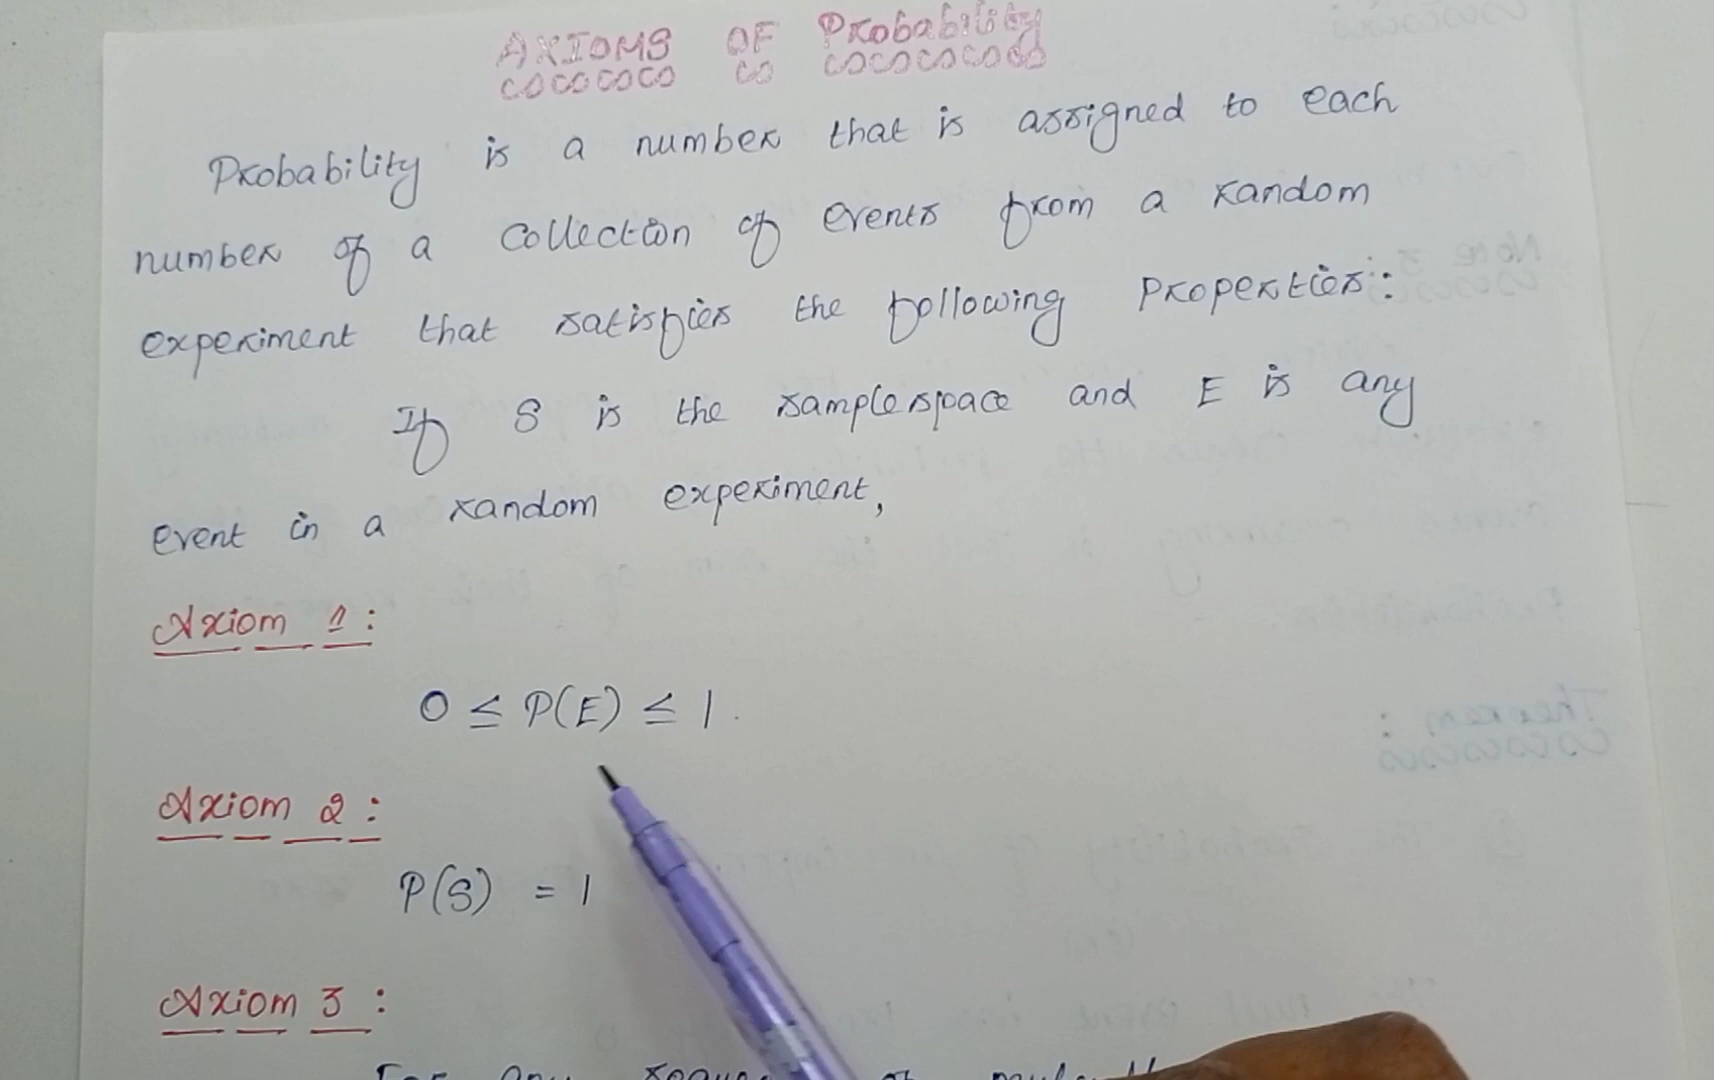 AXIOMS OF Probability
Probability is a number that is assigned to each
number of a collection of events from a random
experiment that satisfies the following properties:
If S is the samplespace and E is any
event in a random experiment,
Axiom 1:
0 ≤ P(E) ≤ 1.
Axiom 2:
P(S) = 1
Axiom 3:
For any